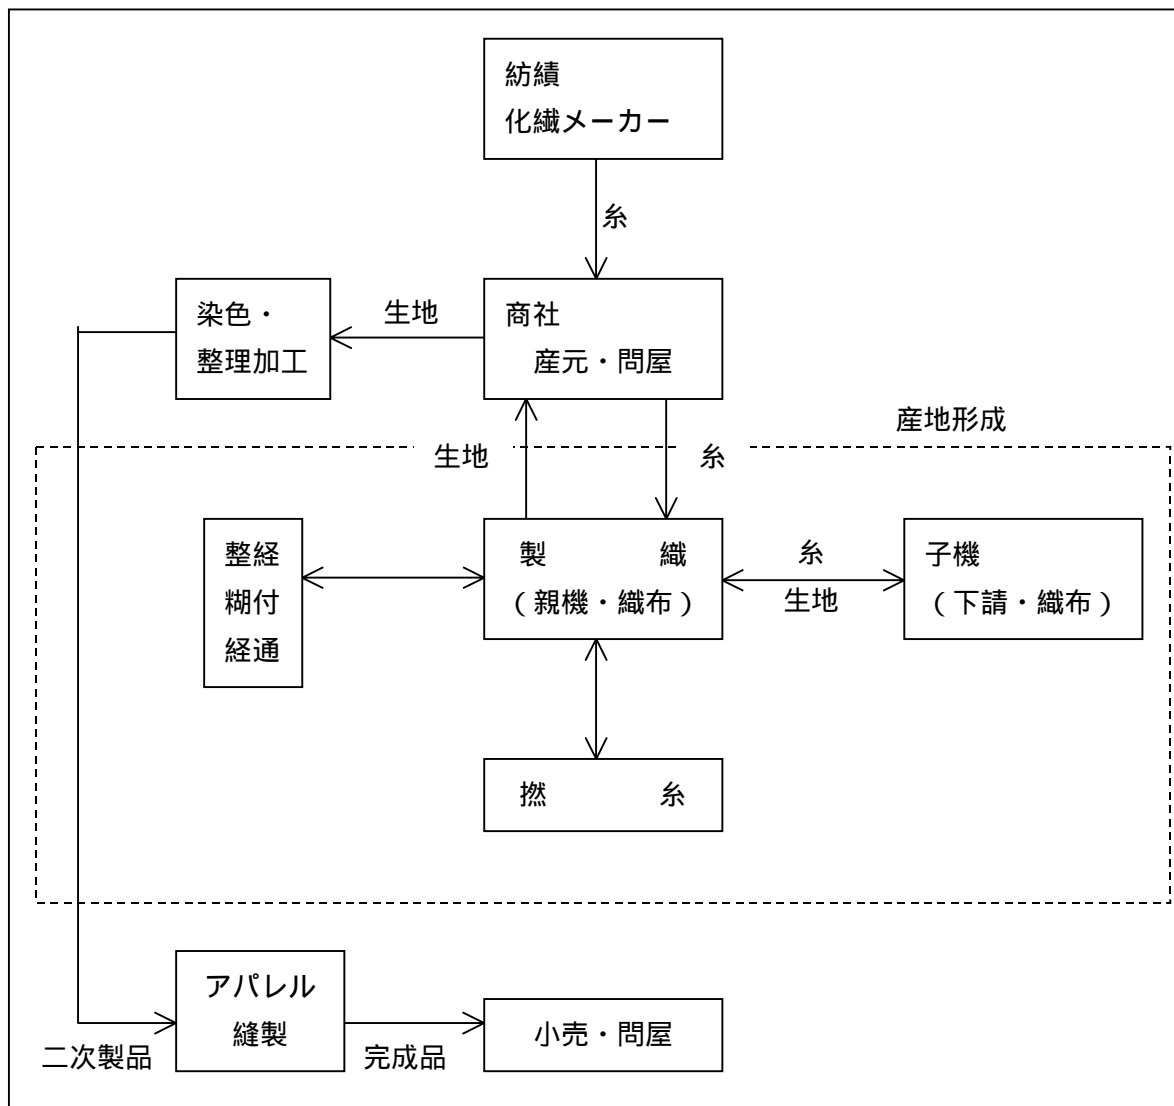 紡績
化繊メーカー
糸
染色・
整理加工
生地
商社
産元・問屋
産地形成
生地
糸
整経
糊付
経通
製 織
(親機・織布)
糸
生地
子機
(下請・織布)
撚 糸
アパレル
縫製
小売・問屋
二次製品
完成品